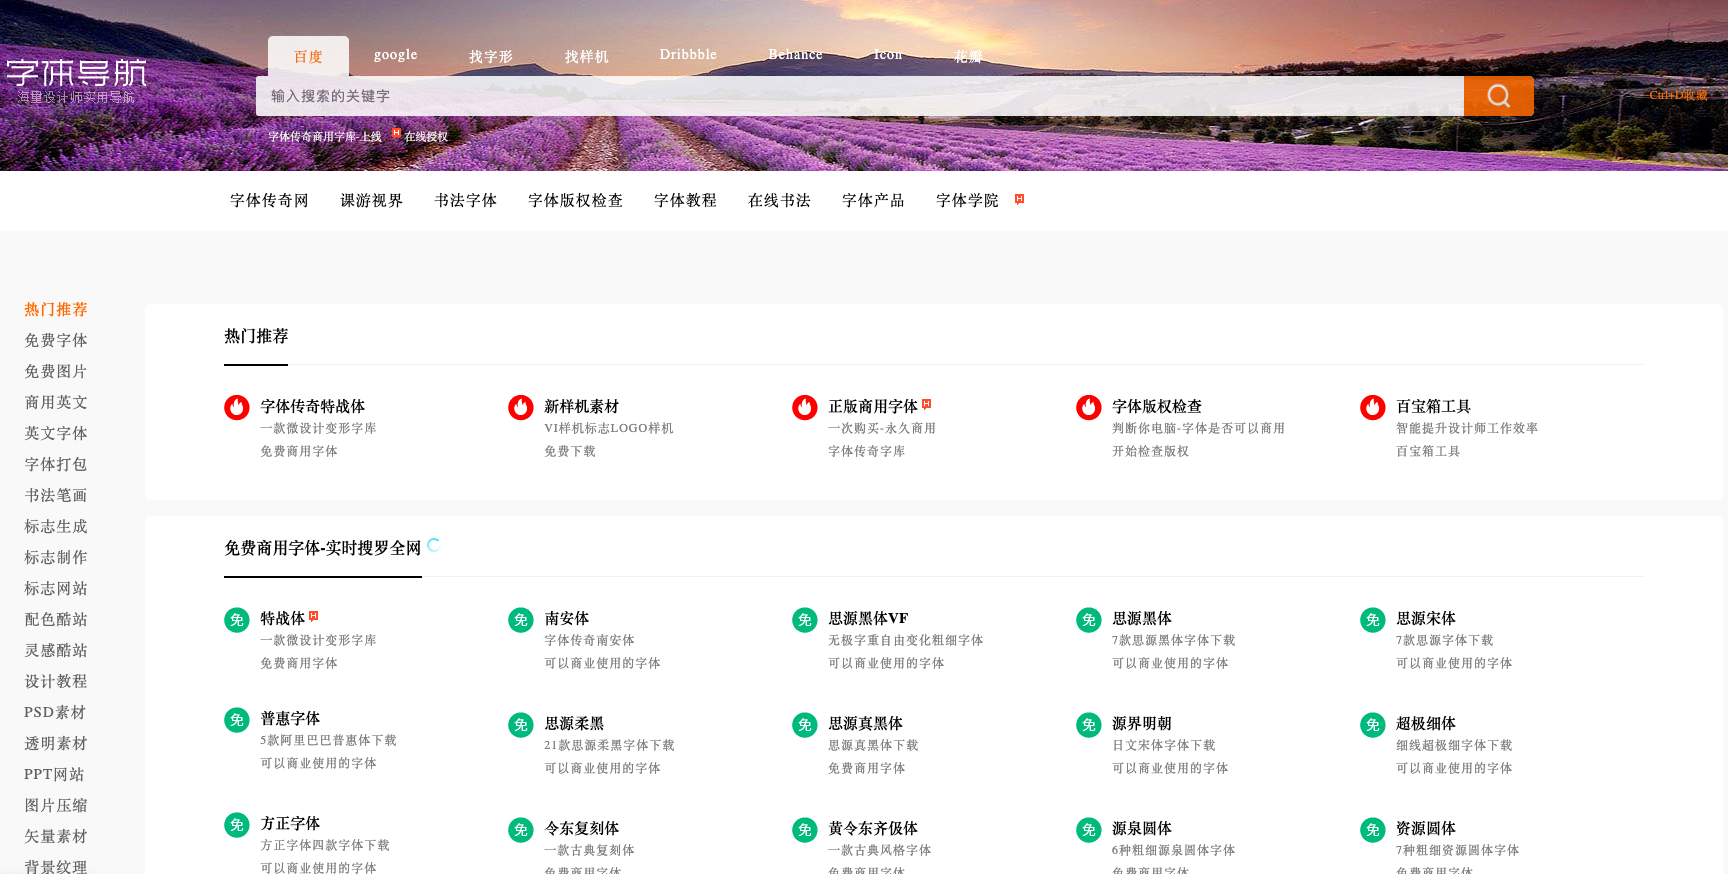 百度 google 找字形 找样机 Dribbble Behance Icon 花瓣
字体导航
海量设计师实用导航
输入搜索的关键字
Ctrl+D收藏
字体传奇商用字库-上线 在线授权
字体传奇网 课游视界 书法字体 字体版权检查 字体教程 在线书法 字体产品 字体学院
热门推荐
免费字体
免费图片
商用英文
英文字体
字体打包
书法笔画
标志生成
标志制作
标志网站
配色酷站
灵感酷站
设计教程
PSD素材
透明素材
PPT网站
图片压缩
矢量素材
背景纹理
热门推荐
字体传奇特战体
一款微设计变形字库
免费商用字体
新样机素材
VI样机标志LOGO样机
免费下载
正版商用字体
一次购买-永久商用
字体传奇字库
字体版权检查
判断你电脑-字体是否可以商用
开始检查版权
百宝箱工具
智能提升设计师工作效率
百宝箱工具
免费商用字体-实时搜罗全网
免 特战体
一款微设计变形字库
免费商用字体
免 南安体
字体传奇南安体
可以商业使用的字体
免 思源黑体VF
无极字重自由变化粗细字体
可以商业使用的字体
免 思源黑体
7款思源黑体字体下载
可以商业使用的字体
免 思源宋体
7款思源字体下载
可以商业使用的字体
免 普惠字体
5款阿里巴巴普惠体下载
可以商业使用的字体
免 思源柔黑
21款思源柔黑字体下载
可以商业使用的字体
免 思源真黑体
思源真黑体下载
免费商用字体
免 源界明朝
日文宋体字体下载
可以商业使用的字体
免 超极细体
细线超极细字体下载
可以商业使用的字体
免 方正字体
方正字体四款字体下载
可以商业使用的字体
免 令东复刻体
一款古典复刻体
免费商用字体
免 黄令东齐伋体
一款古典风格字体
免费商用字体
免 源泉圆体
6种粗细源泉圆体字体
免费商用字体
免 资源圆体
7种粗细资源圆体字体
免费商用字体